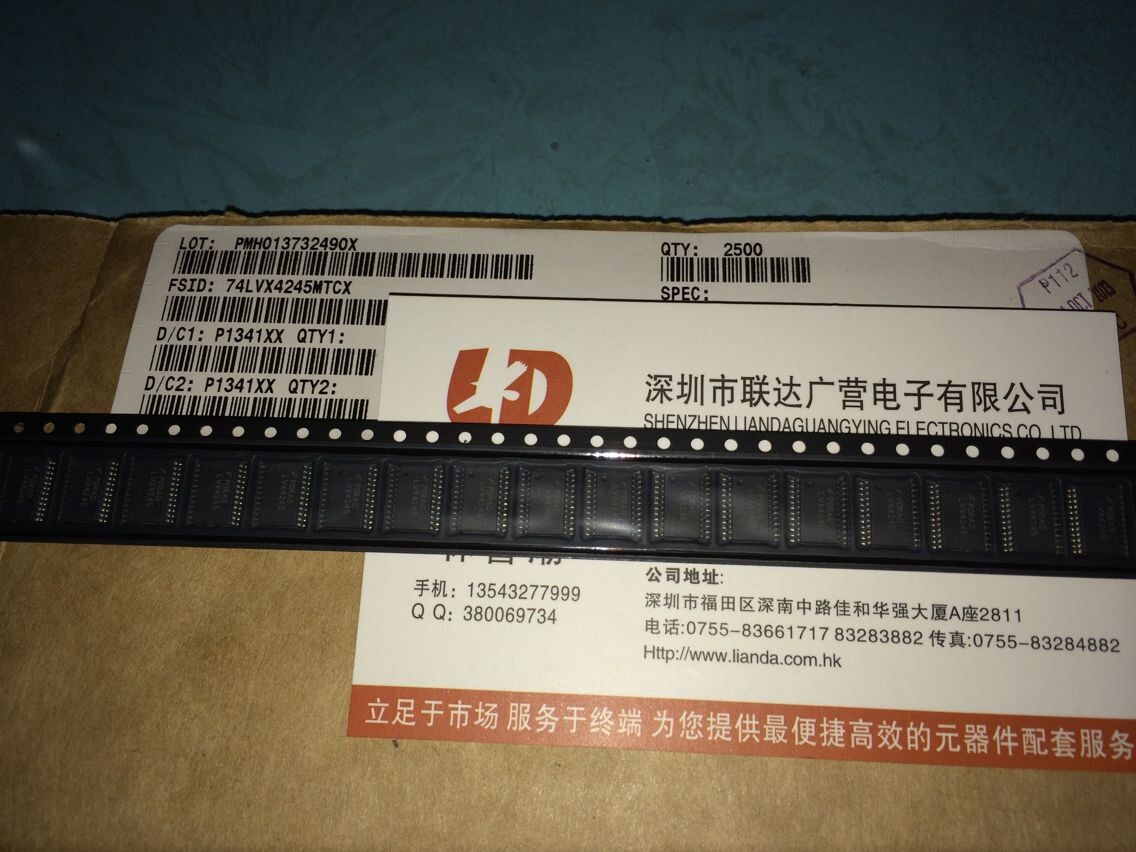 LOT: PMH013732490X
QTY: 2500
FSID: 74LVX4245MTCX
SPEC:
D/C1: P1341XX QTY1:
D/C2: P1341XX QTY2:
P112
OCT 2013
深圳市联达广营电子有限公司
SHENZHEN LIANDAGUANGYING ELECTRONICS CO., LTD
手机: 13543277999
Q Q: 380069734
公司地址:
深圳市福田区深南中路佳和华强大厦A座2811
电话:0755-83661717 83283882 传真:0755-83284882
Http://www.lianda.com.hk
立足于市场 服务于终端 为您提供最便捷高效的元器件配套服务